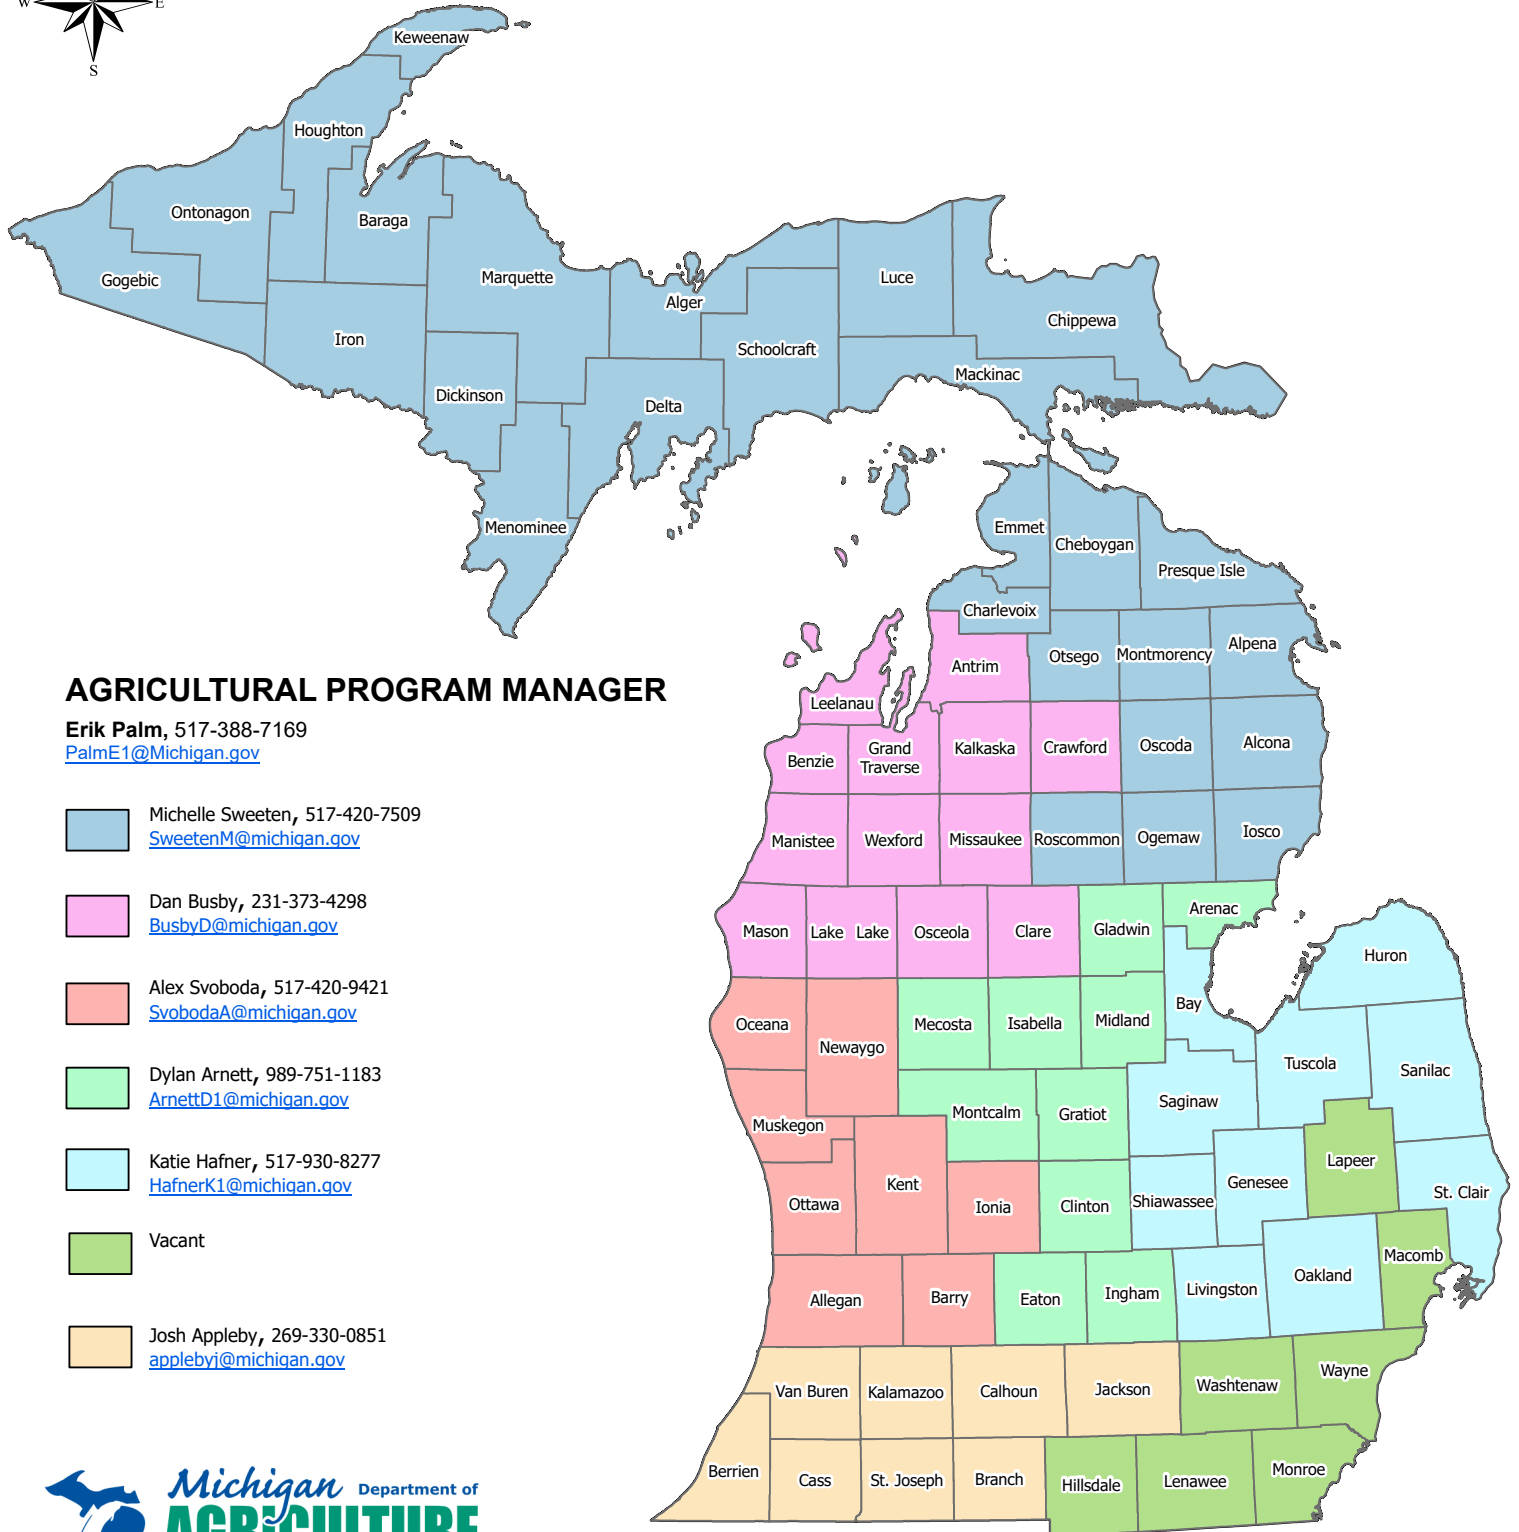 W
E
S
Keweenaw
Houghton
Ontonagon
Baraga
Gogebic
Marquette
Luce
Alger
Chippewa
Iron
Schoolcraft
Mackinac
Dickinson
Delta
Menominee
Emmet
Cheboygan
Presque Isle
Charlevoix
Otsego
Montmorency
Alpena
Antrim
Leelanau
Benzie
Grand
Traverse
Kalkaska
Crawford
Oscoda
Alcona
Manistee
Wexford
Missaukee
Roscommon
Ogemaw
Iosco
Mason
Lake
Lake
Osceola
Clare
Gladwin
Arenac
Huron
Oceana
Newaygo
Mecosta
Isabella
Midland
Bay
Tuscola
Sanilac
Muskegon
Montcalm
Gratiot
Saginaw
Lapeer
Ottawa
Kent
Ionia
Clinton
Shiawassee
Genesee
St. Clair
Allegan
Barry
Eaton
Ingham
Livingston
Oakland
Macomb
Van Buren
Kalamazoo
Calhoun
Jackson
Washtenaw
Wayne
Berrien
Cass
St. Joseph
Branch
Hillsdale
Lenawee
Monroe
AGRICULTURAL PROGRAM MANAGER
Erik Palm, 517-388-7169
PalmE1@Michigan.gov
Michelle Sweeten, 517-420-7509
SweetenM@michigan.gov
Dan Busby, 231-373-4298
BusbyD@michigan.gov
Alex Svoboda, 517-420-9421
SvobodaA@michigan.gov
Dylan Arnett, 989-751-1183
ArnettD1@michigan.gov
Katie Hafner, 517-930-8277
HafnerK1@michigan.gov
Vacant
Josh Appleby, 269-330-0851
applebyj@michigan.gov
Michigan Department of
AGRICULTURE